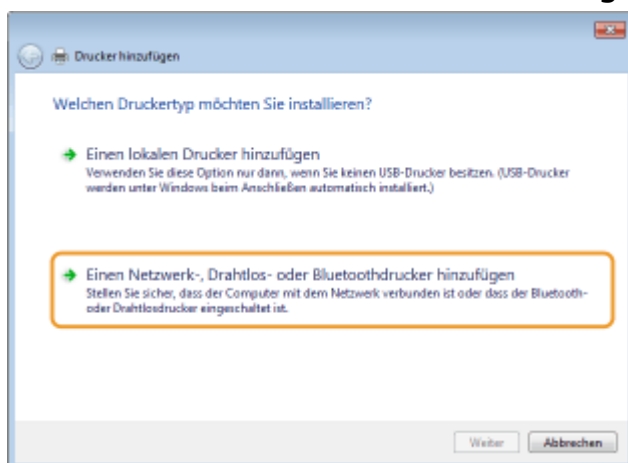 Drucker hinzufügen
Welchen Druckertyp möchten Sie installieren?
Einen lokalen Drucker hinzufügen
Verwenden Sie diese Option nur dann, wenn Sie keinen USB-Drucker besitzen. (USB-Drucker
werden unter Windows beim Anschließen automatisch installiert.)
Einen Netzwerk-, Drahtlos- oder Bluetoothdrucker hinzufügen
Stellen Sie sicher, dass der Computer mit dem Netzwerk verbunden ist oder dass der Bluetooth-
oder Drahtlosdrucker eingeschaltet ist.
Weiter Abbrechen